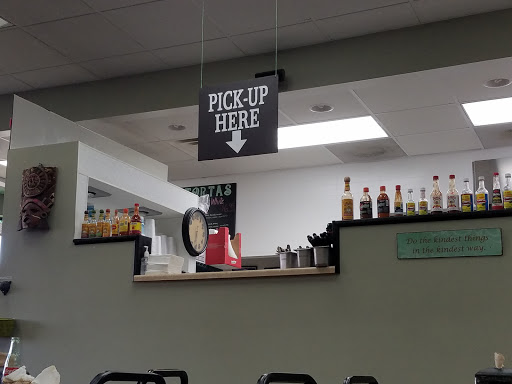 PICK-UP
HERE
TORTAS
Do the kindest things
in the kindest way.